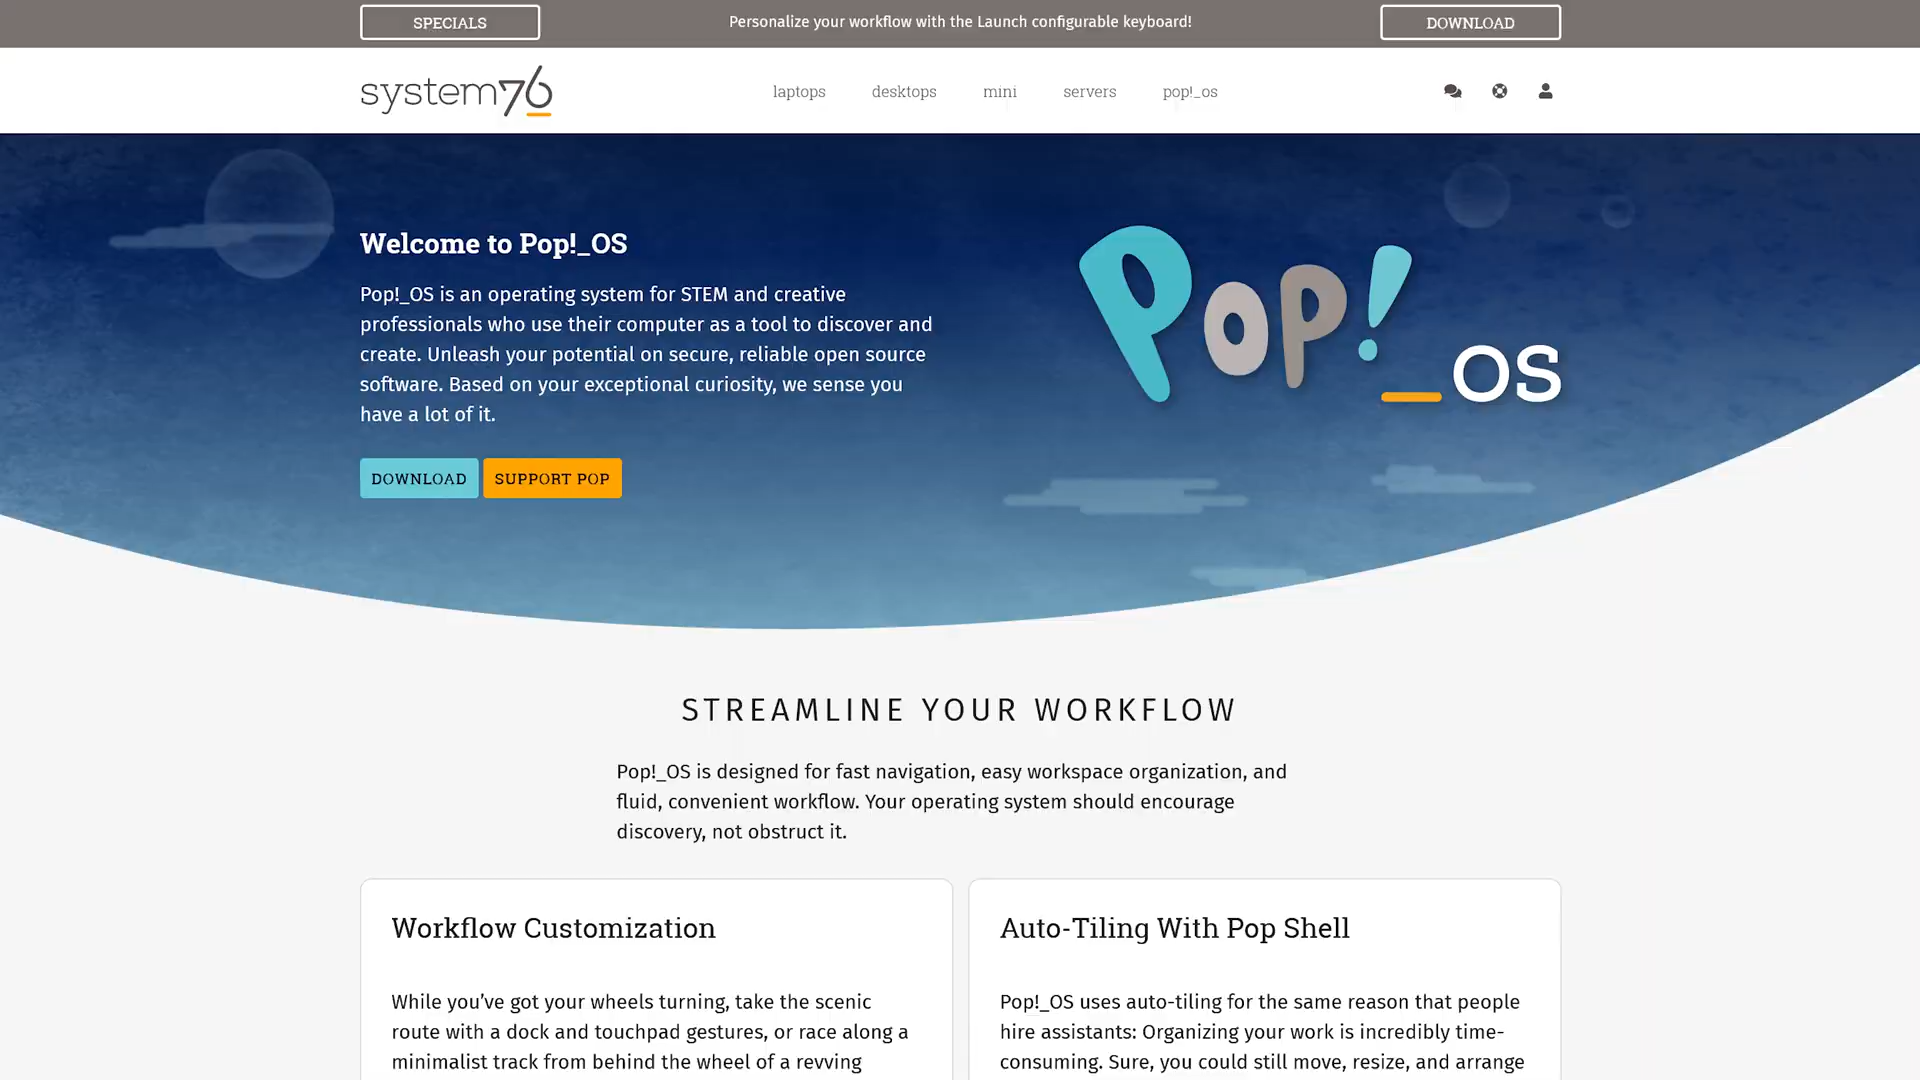 SPECIALS
Personalize your workflow with the Launch configurable keyboard!
DOWNLOAD
system76
laptops
desktops
mini
servers
pop!_os
Welcome to Pop!_OS
Pop!_OS is an operating system for STEM and creative
professionals who use their computer as a tool to discover and
create. Unleash your potential on secure, reliable open source
software. Based on your exceptional curiosity, we sense you
have a lot of it.
DOWNLOAD
SUPPORT POP
Pop!_OS
STREAMLINE YOUR WORKFLOW
Pop!_OS is designed for fast navigation, easy workspace organization, and
fluid, convenient workflow. Your operating system should encourage
discovery, not obstruct it.
Workflow Customization
While you’ve got your wheels turning, take the scenic
route with a dock and touchpad gestures, or race along a
minimalist track from behind the wheel of a revving
Auto-Tiling With Pop Shell
Pop!_OS uses auto-tiling for the same reason that people
hire assistants: Organizing your work is incredibly time-
consuming. Sure, you could still move, resize, and arrange